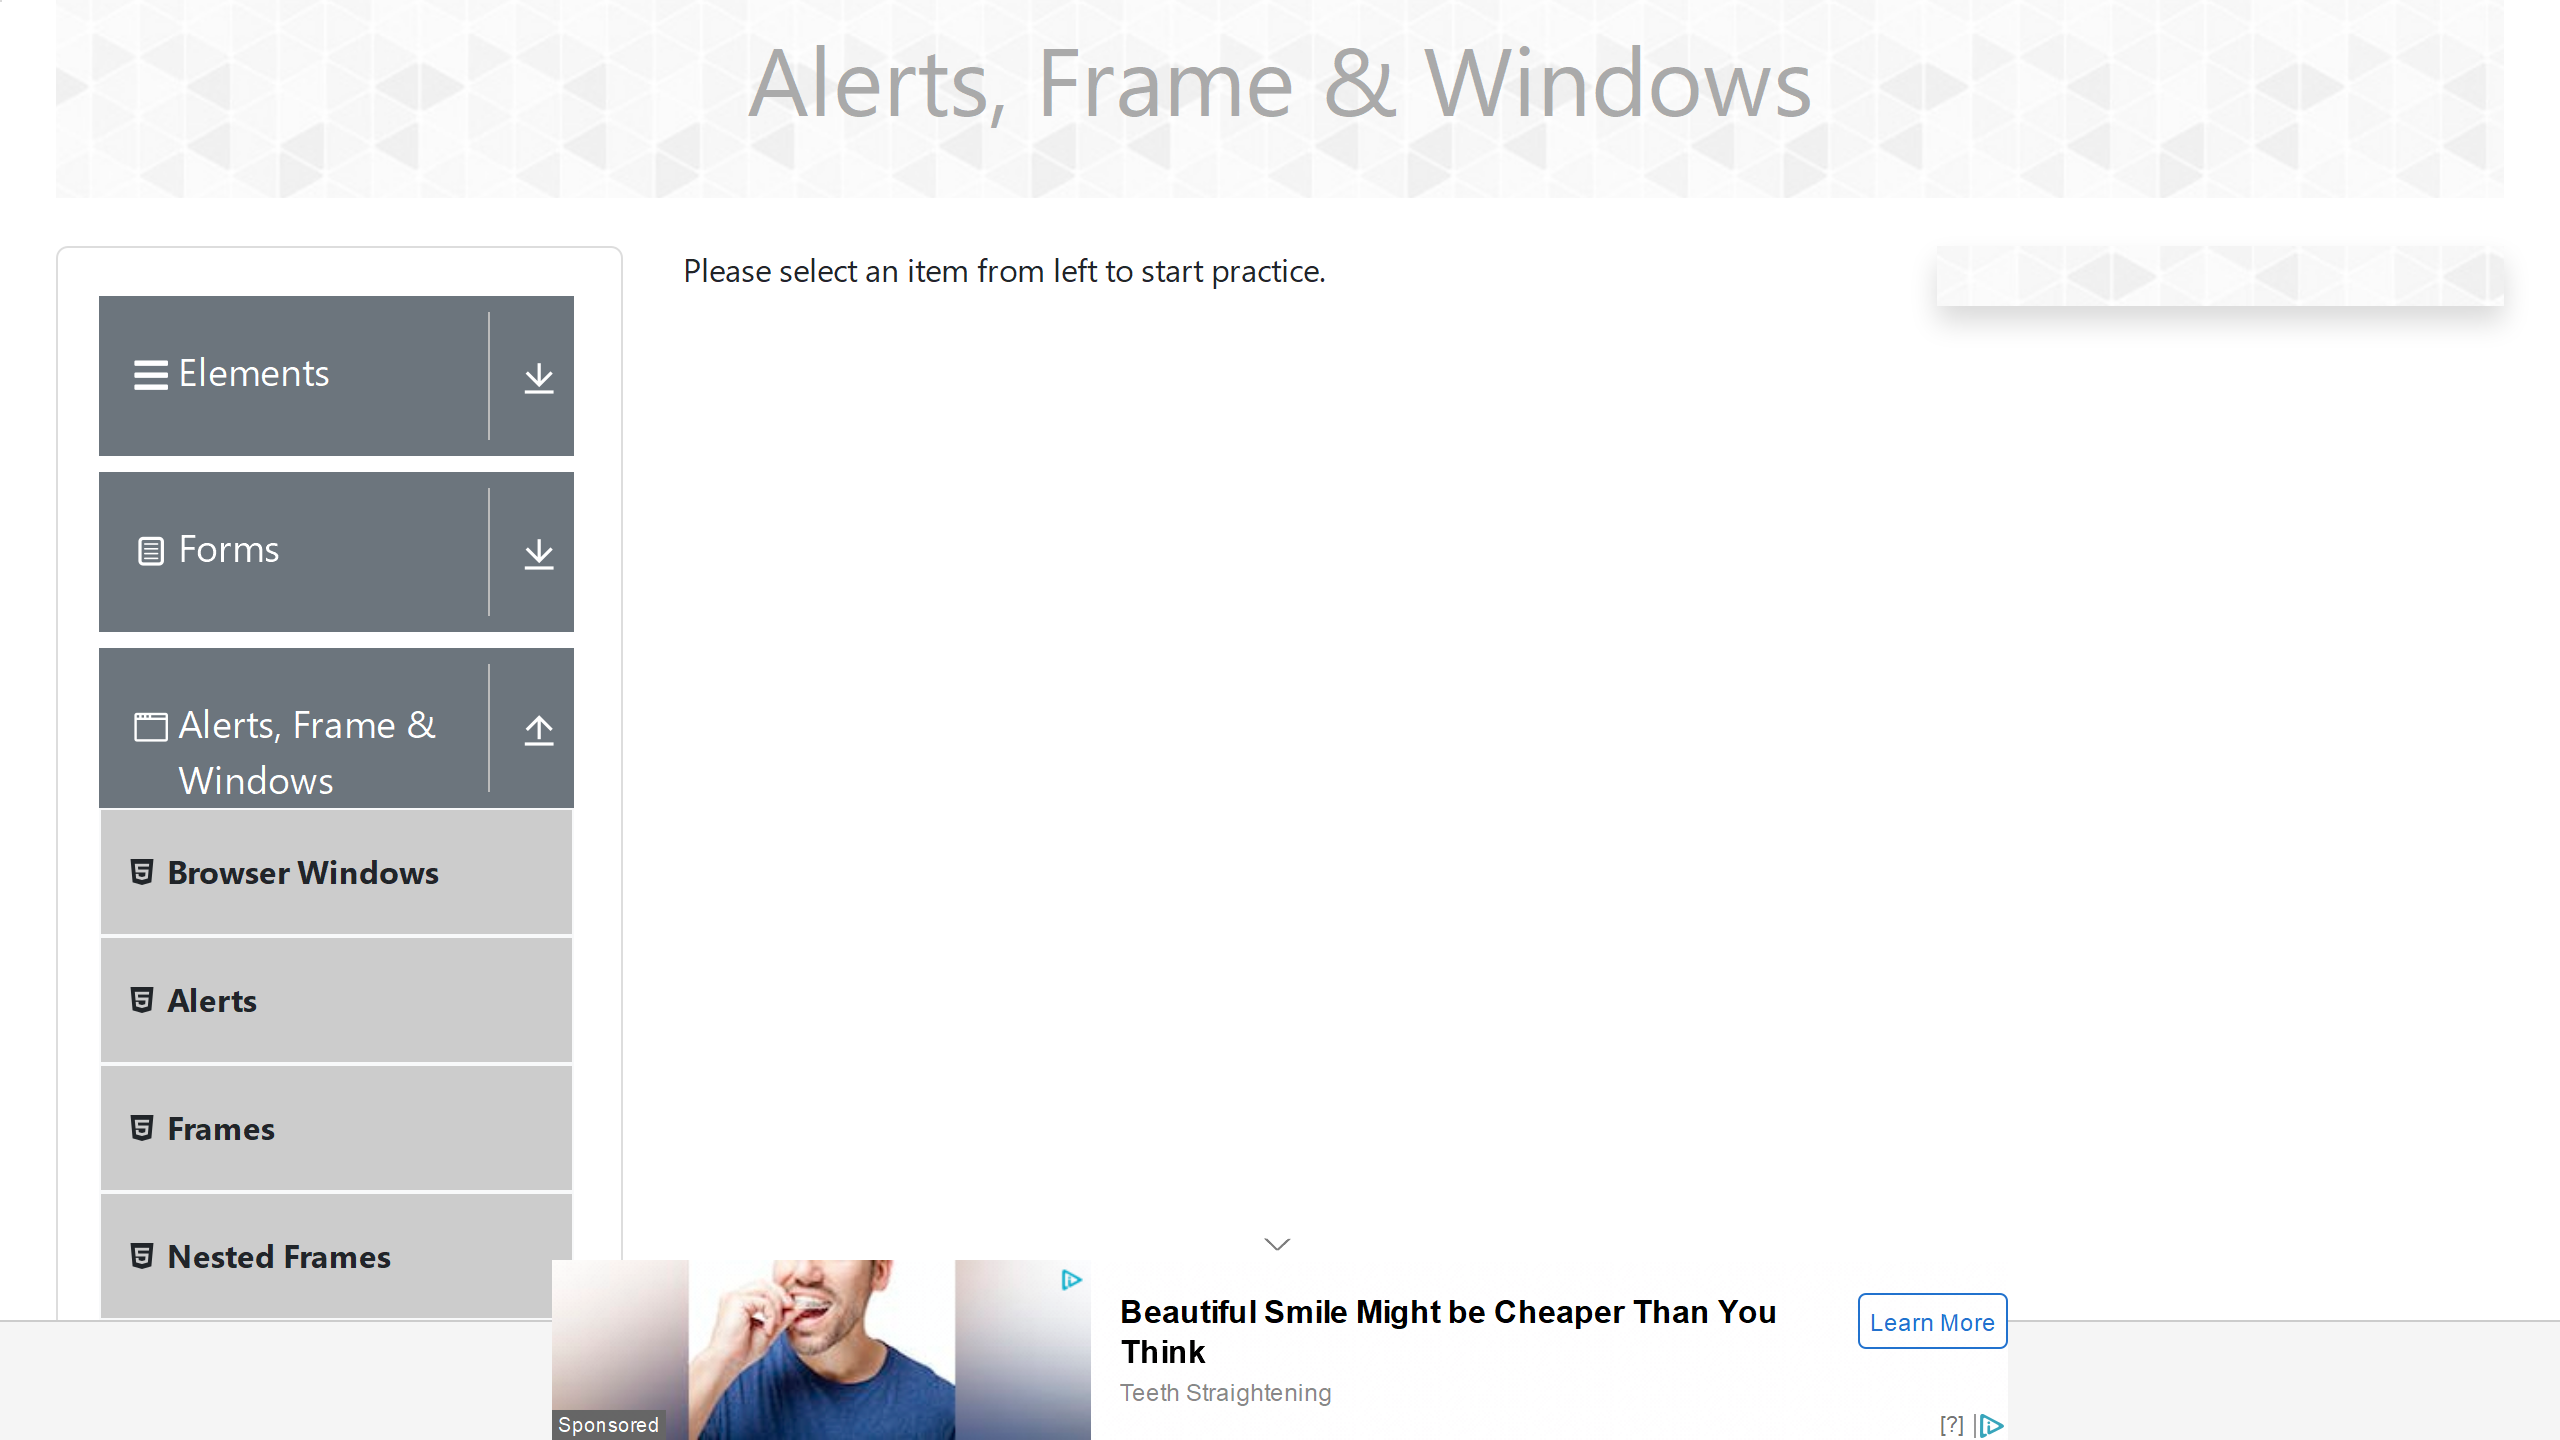 Alerts, Frame & Windows
Please select an item from left to start practice.
Elements
Forms
Alerts, Frame &
Windows
Browser Windows
Alerts
Frames
Nested Frames
Beautiful Smile Might be Cheaper Than You
Think
Learn More
Teeth Straightening
Sponsored
[?]